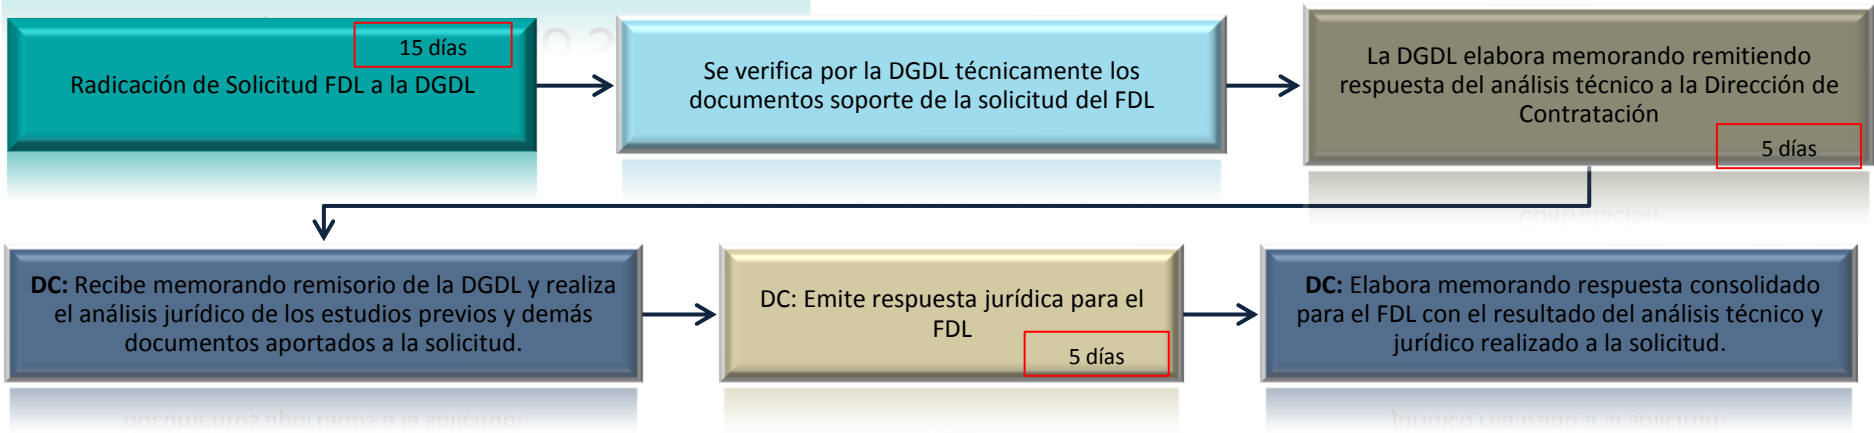 15 días
Radicación de Solicitud FDL a la DGDL
Se verifica por la DGDL técnicamente los
documentos soporte de la solicitud del FDL
La DGDL elabora memorando remitiendo
respuesta del análisis técnico a la Dirección de
Contratación
5 días
DC: Recibe memorando remisorio de la DGDL y realiza
el análisis jurídico de los estudios previos y demás
documentos aportados a la solicitud.
DC: Emite respuesta jurídica para el
FDL
5 días
DC: Elabora memorando respuesta consolidado
para el FDL con el resultado del análisis técnico y
jurídico realizado a la solicitud.